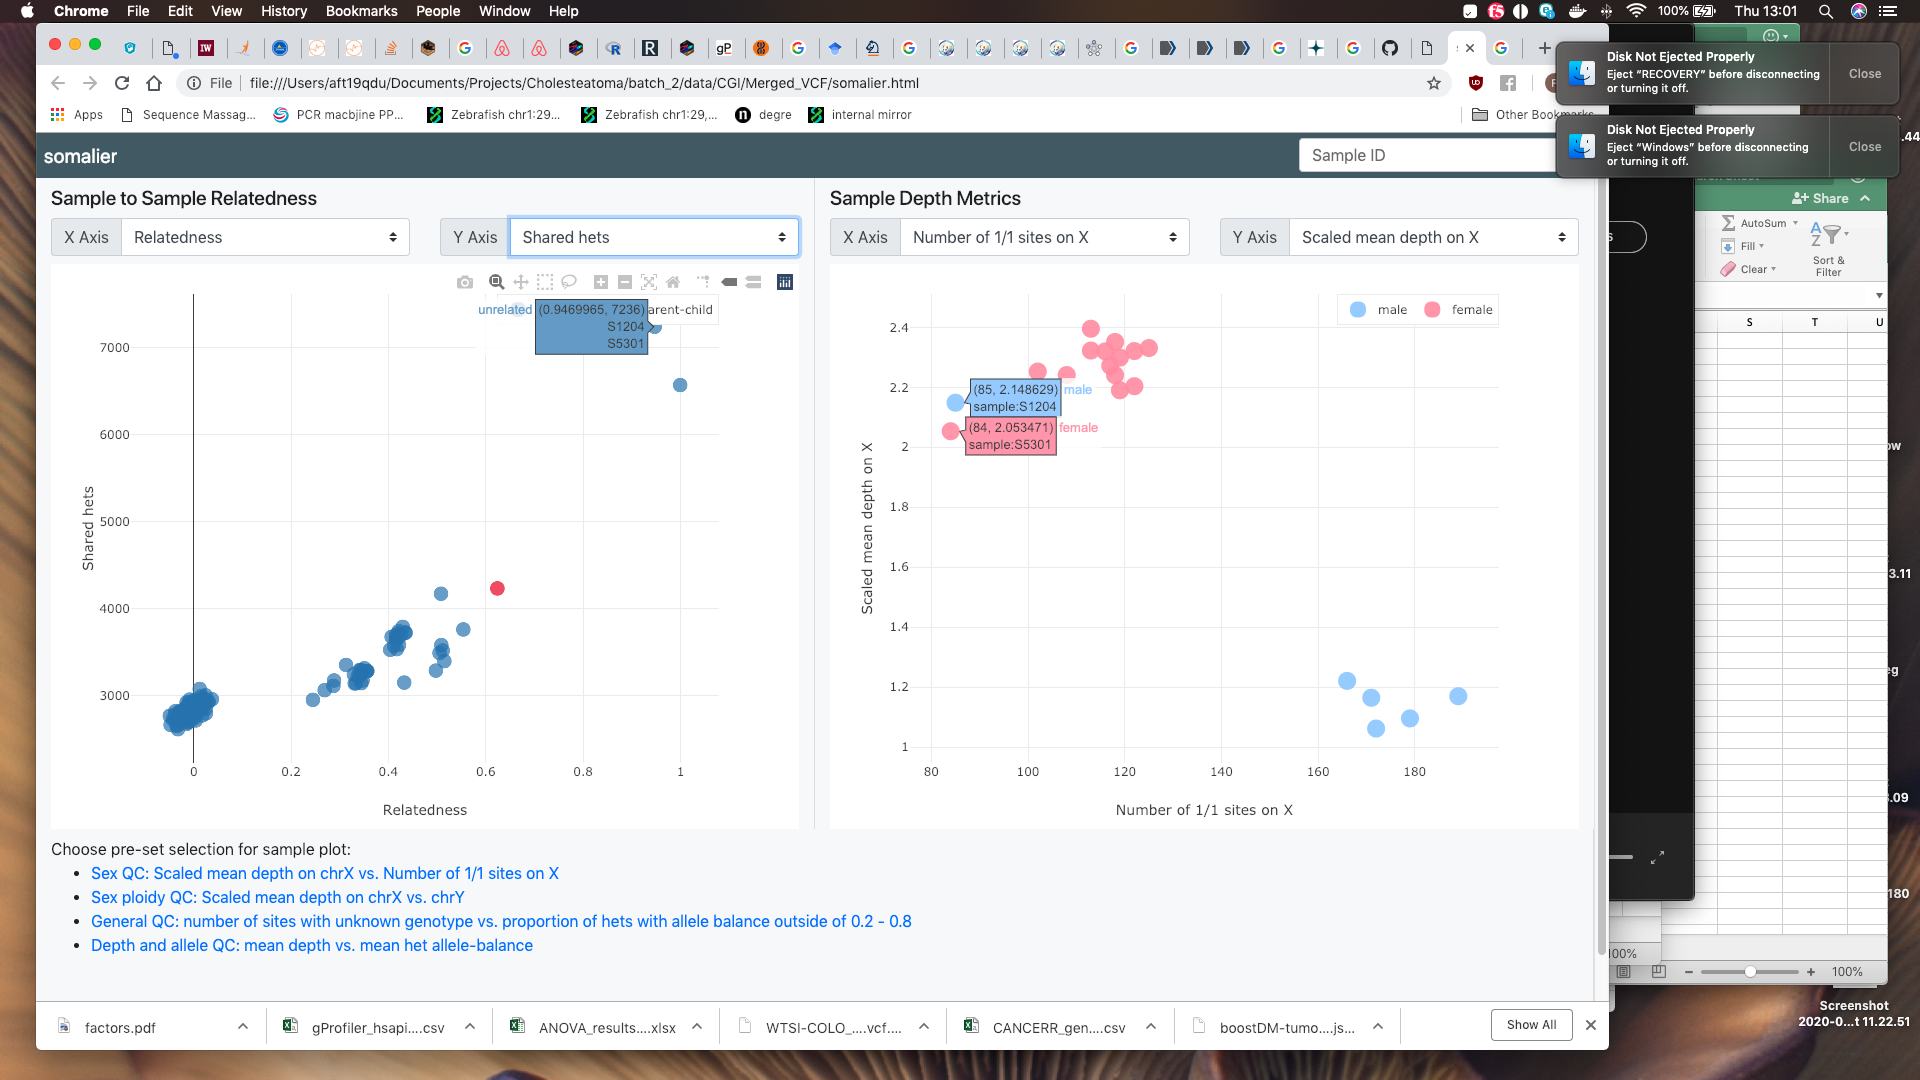 Chrome File Edit View History Bookmarks People Window Help
100% Thu 13:01
File file:///Users/aft19qdu/Documents/Projects/Cholesteatoma/batch_2/data/CGI/Merged_VCF/somalier.html
Apps Sequence Massag... PCR macbjine PP... Zebrafish chr1:29... Zebrafish chr1:29,... degre internal mirror Other Bookmarks
Disk Not Ejected Properly
Eject “RECOVERY” before disconnecting
or turning it off.
Close
Disk Not Ejected Properly
Eject “Windows” before disconnecting
or turning it off.
Close
somalier
Sample ID
Sample to Sample Relatedness
X Axis Relatedness
Y Axis Shared hets
unrelated
(0.9469965, 7236)
S1204
S5301
arent-child
7000
6000
5000
4000
3000
Shared hets
0 0.2 0.4 0.6 0.8 1
Relatedness
Sample Depth Metrics
X Axis Number of 1/1 sites on X
Y Axis Scaled mean depth on X
male female
2.4
2.2
2
1.8
1.6
1.4
1.2
1
Scaled mean depth on X
(85, 2.148629) male
sample:S1204
(84, 2.053471) female
sample:S5301
80 100 120 140 160 180
Number of 1/1 sites on X
Choose pre-set selection for sample plot:
Sex QC: Scaled mean depth on chrX vs. Number of 1/1 sites on X
Sex ploidy QC: Scaled mean depth on chrX vs. chrY
General QC: number of sites with unknown genotype vs. proportion of hets with allele balance outside of 0.2 - 0.8
Depth and allele QC: mean depth vs. mean het allele-balance
factors.pdf gProfiler_hsapi....csv ANOVA_results....xlsx WTSI-COLO_....vcf.... CANCERR_gen....csv boostDM-tumo....js... Show All
Share
AutoSum
Fill
Clear
Sort &
Filter
S T U
.44
ow
3.11
eg
.09
180
100%
100%
Screenshot
2020-0...t 11.22.51